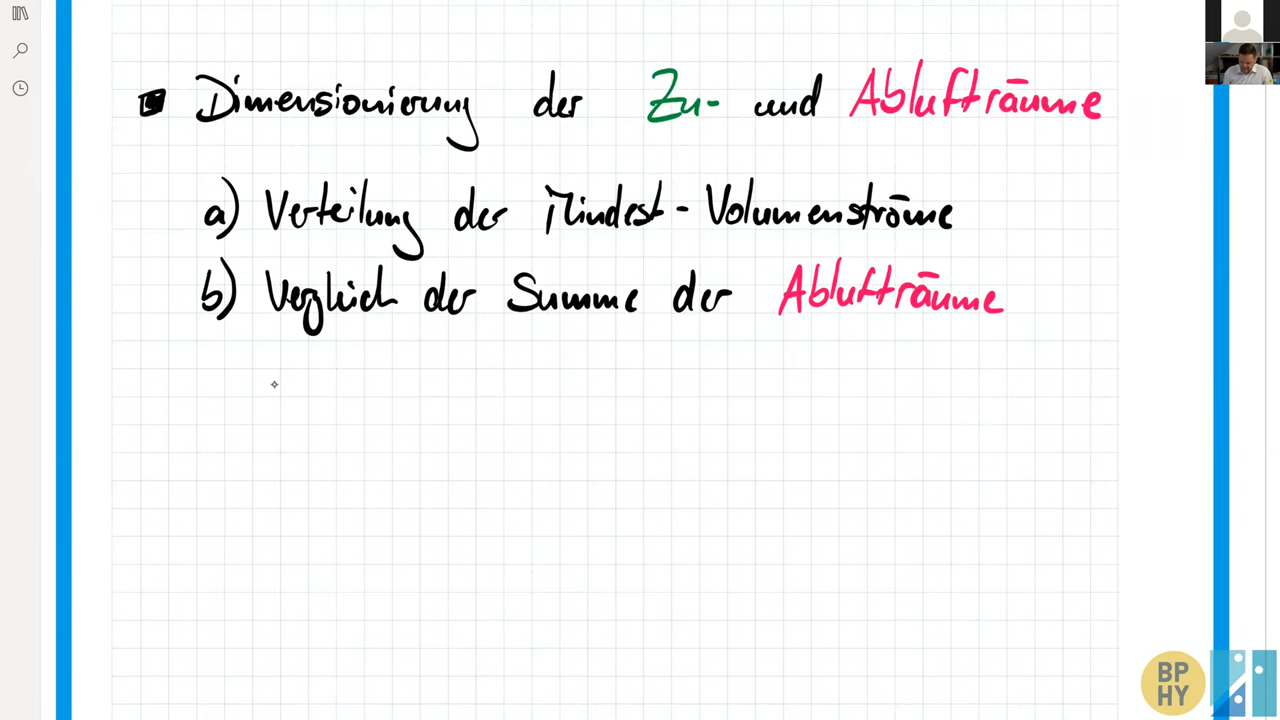 Dimensionierung der Zu- und Ablufträume
a) Verteilung der Mindest-Volumenströme
b) Vergleich der Summe der Ablufträume
BP
HY